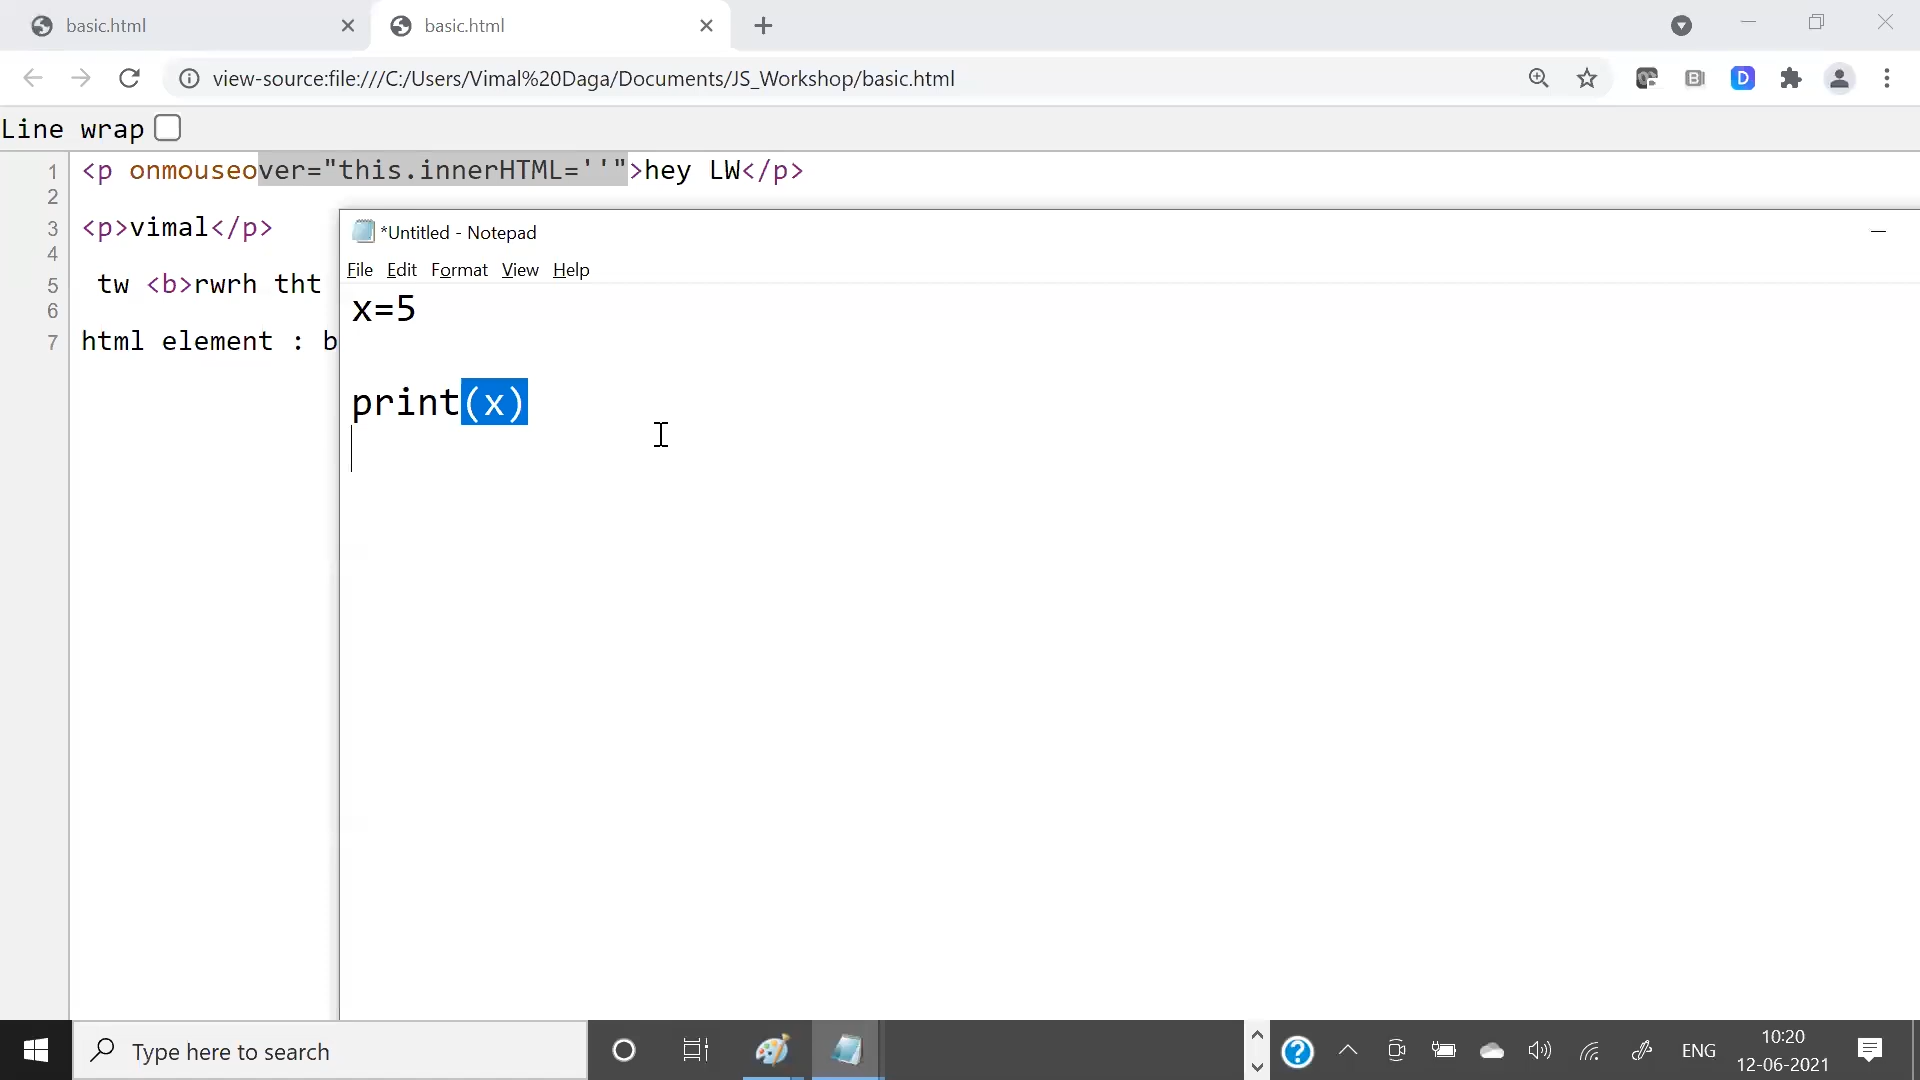 basic.html
basic.html
view-source:file:///C:/Users/Vimal%20Daga/Documents/JS_Workshop/basic.html
Line wrap
1 <p onmouseover="this.innerHTML=''">hey LW</p>
2
3 <p>vimal</p>
4
5 tw <b>rwrh tht
6
7 html element : b
*Untitled - Notepad
File Edit Format View Help
x=5
print(x)
Type here to search
ENG
10:20
12-06-2021